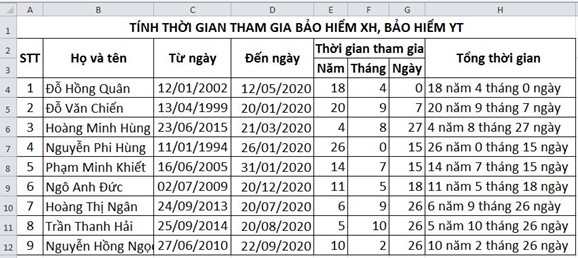 A B C D E F G H
1 TÍNH THỜI GIAN THAM GIA BẢO HIỂM XH, BẢO HIỂM YT
2 STT Họ và tên Từ ngày Đến ngày Thời gian tham gia Tổng thời gian
3 Năm Tháng Ngày
4 1 Đỗ Hồng Quân 12/01/2002 12/05/2020 18 4 0 18 năm 4 tháng 0 ngày
5 2 Đỗ Văn Chiến 13/04/1999 20/01/2020 20 9 7 20 năm 9 tháng 7 ngày
6 3 Hoàng Minh Hùng 23/06/2015 21/03/2020 4 8 27 4 năm 8 tháng 27 ngày
7 4 Nguyễn Phi Hùng 11/01/1994 26/01/2020 26 0 15 26 năm 0 tháng 15 ngày
8 5 Phạm Minh Khiết 16/06/2005 31/01/2020 14 7 15 14 năm 7 tháng 15 ngày
9 6 Ngô Anh Đức 02/07/2009 20/12/2020 11 5 18 11 năm 5 tháng 18 ngày
10 7 Hoàng Thị Ngân 24/09/2013 20/07/2020 6 9 26 6 năm 9 tháng 26 ngày
11 8 Trần Thanh Hải 25/09/2014 20/08/2020 5 10 26 5 năm 10 tháng 26 ngày
12 9 Nguyễn Hồng Ngọc 27/06/2010 22/09/2020 10 2 26 10 năm 2 tháng 26 ngày